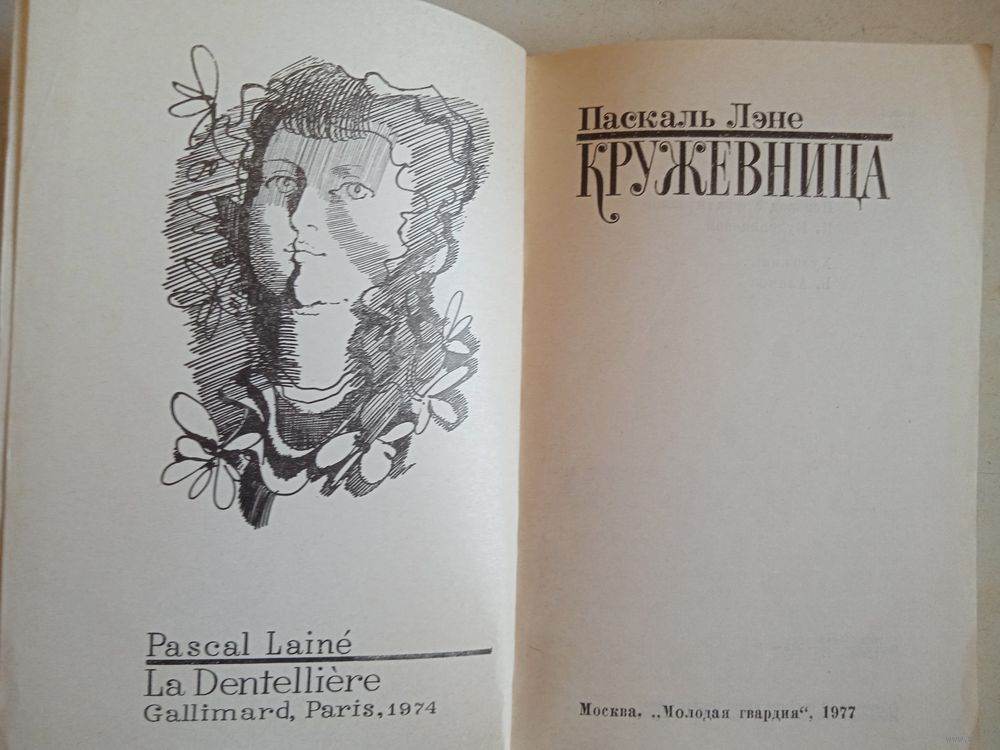 Pascal Lainé
La Dentellière
Gallimard, Paris, 1974
Паскаль Лэне
КРУЖЕВНИЦА
Москва, „Молодая гвардия“, 1977